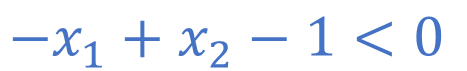 −x₁ + x₂ − 1 < 0